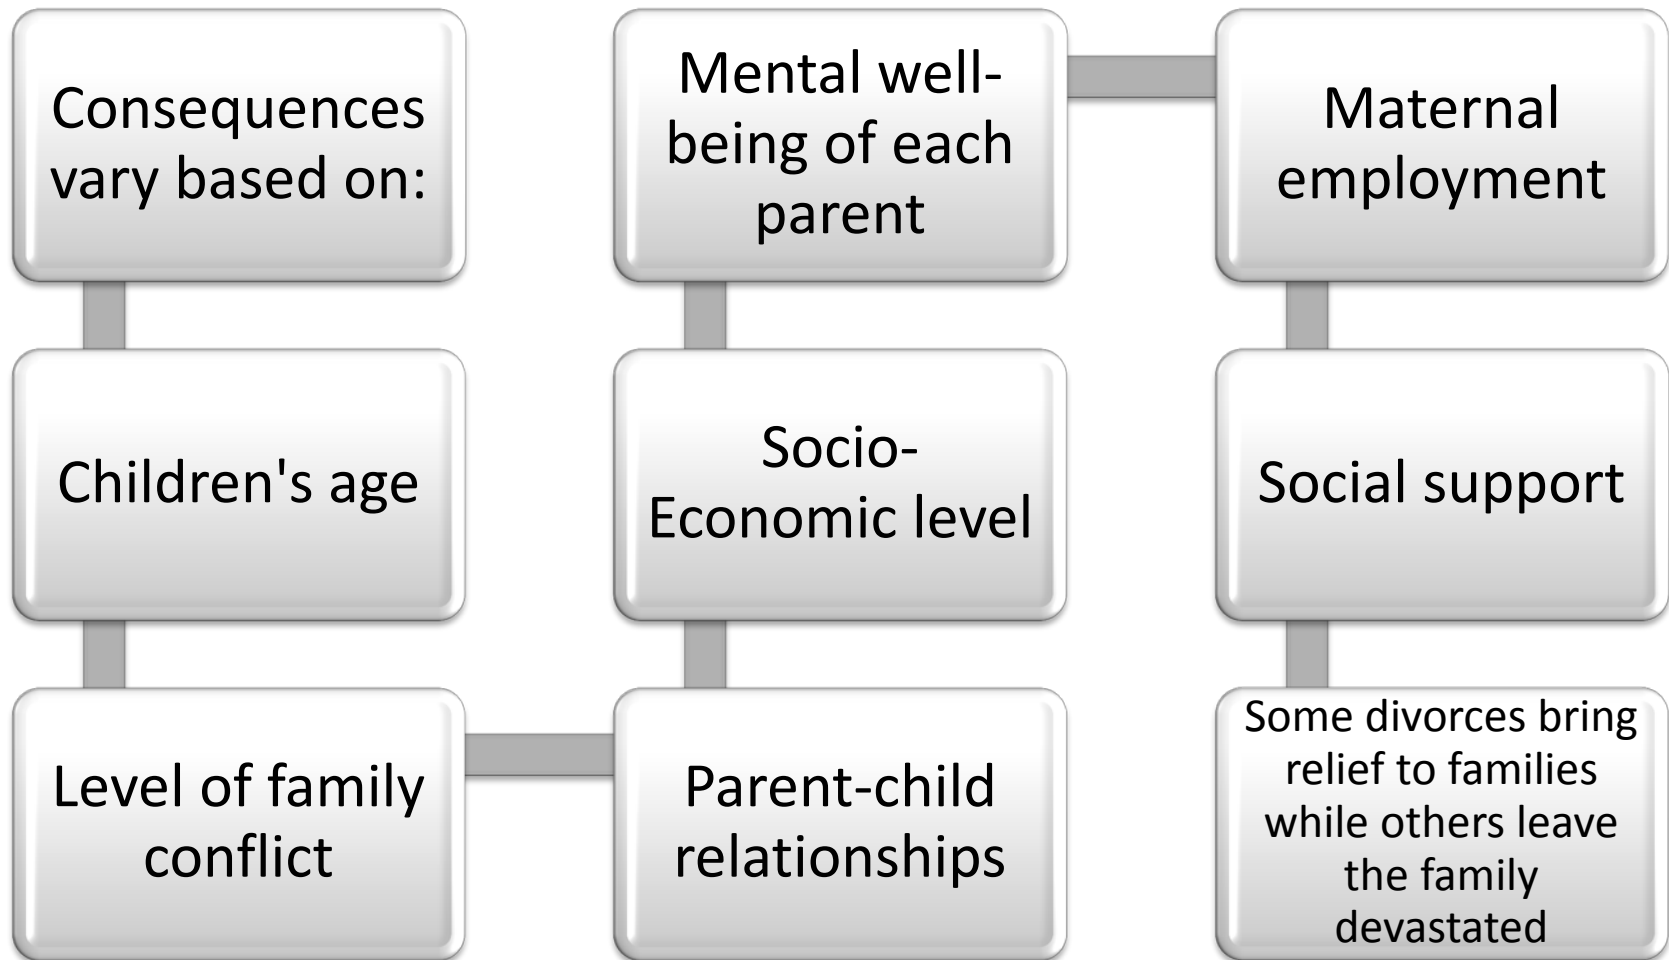 Consequences
vary based on:
Children's age
Level of family
conflict
Parent-child
relationships
Socio-
Economic level
Mental well-
being of each
parent
Maternal
employment
Social support
Some divorces bring
relief to families
while others leave
the family
devastated